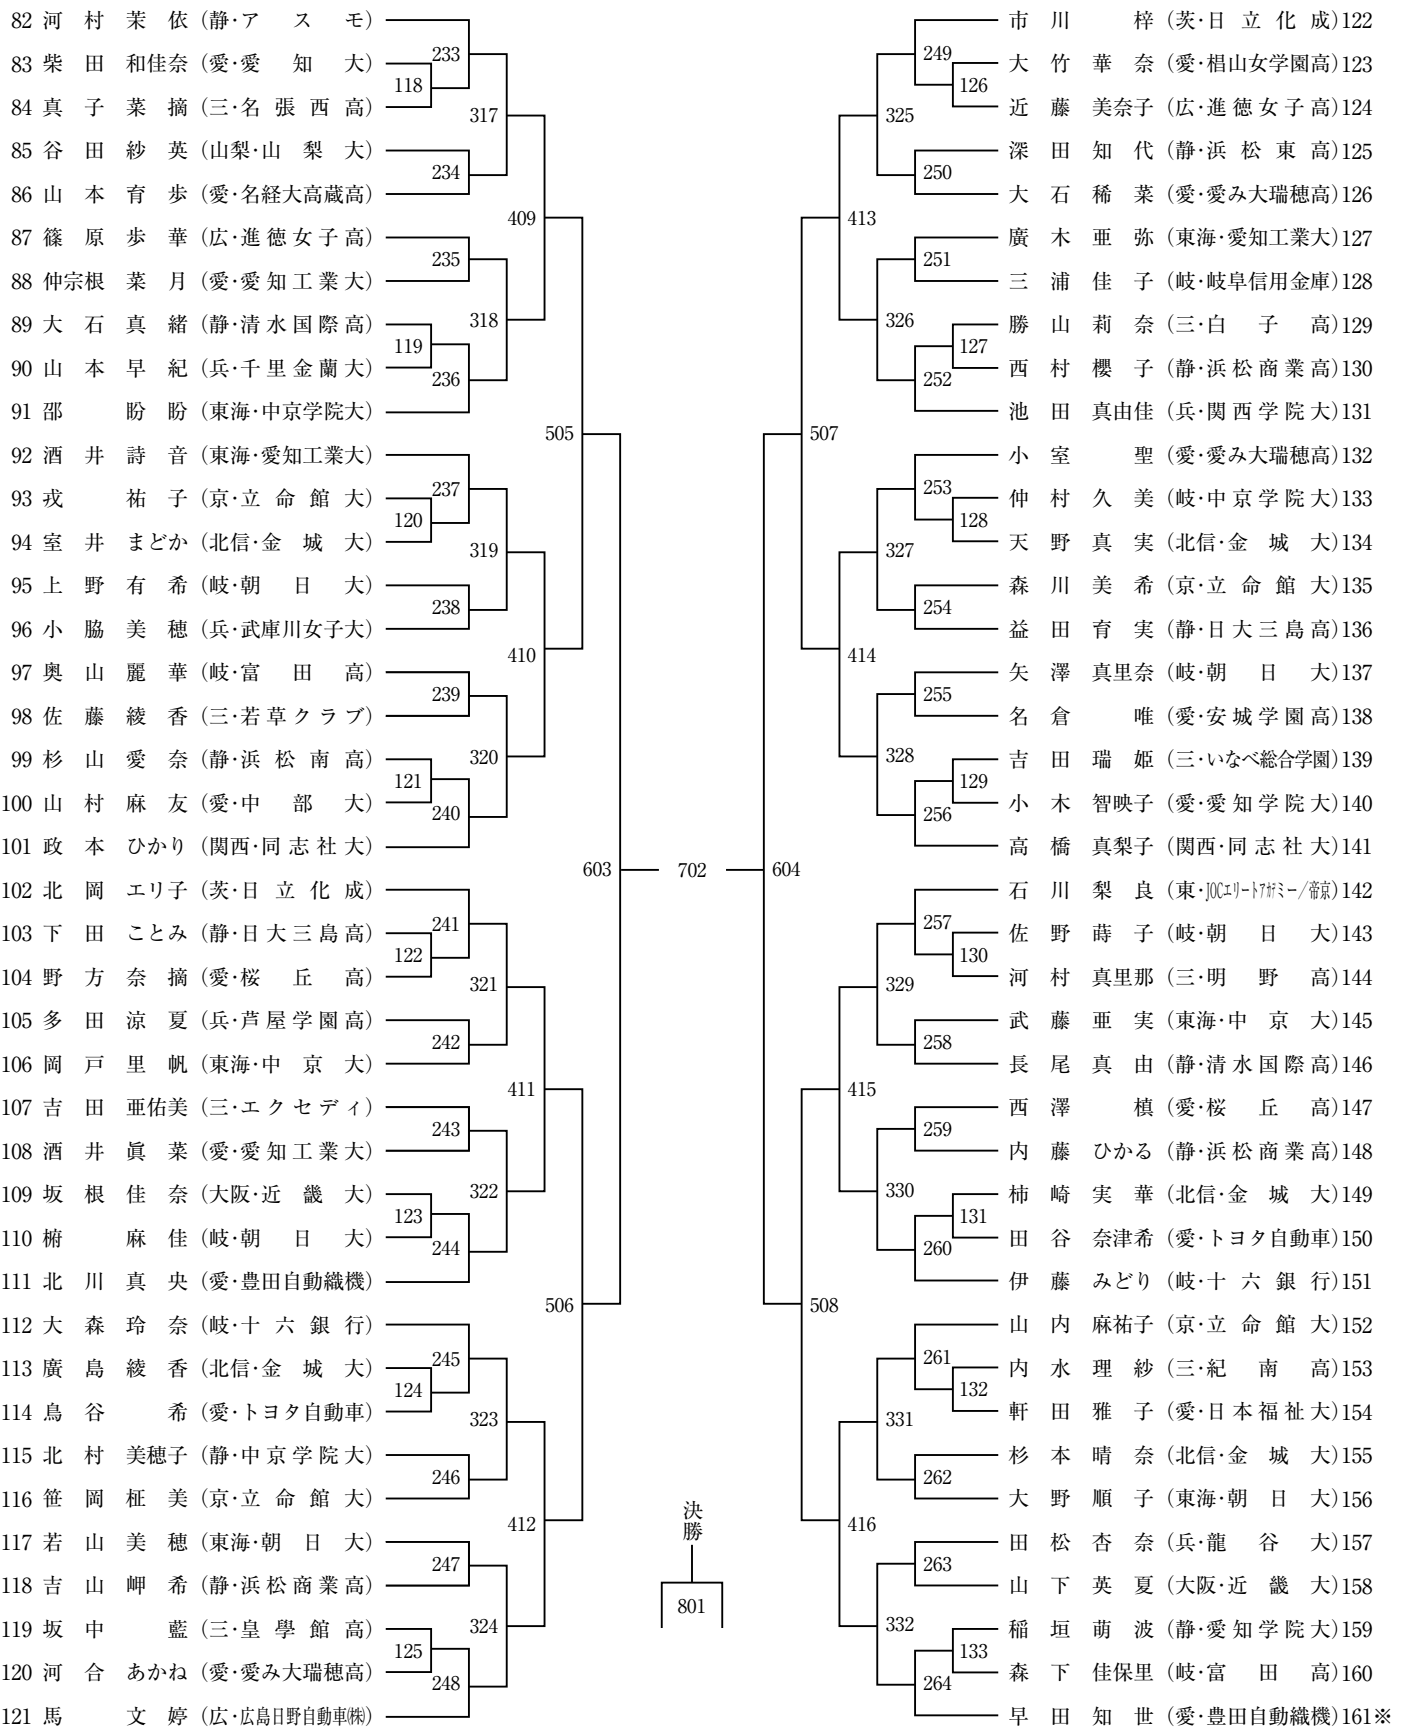 82 河村茉依 (静・アスモ)
83 柴田和佳奈 (愛・愛知大)
84 真子菜摘 (三・名張西高)
85 谷田紗英 (山梨・山梨大)
86 山本育歩 (愛・名経大高蔵高)
87 篠原歩華 (広・進徳女子高)
88 仲宗根菜月 (愛・愛知工業大)
89 大石真緒 (静・清水国際高)
90 山本早紀 (兵・千里金蘭大)
91 邵盼盼 (東海・中京学院大)
92 酒井詩音 (東海・愛知工業大)
93 戎祐子 (京・立命館大)
94 室井まどか (北信・金城大)
95 上野有希 (岐・朝日大)
96 小脇美穂 (兵・武庫川女子大)
97 奥山麗華 (岐・富田高)
98 佐藤綾香 (三・若草クラブ)
99 杉山愛奈 (静・浜松南高)
100 山村麻友 (愛・中部大)
101 政本ひかり (関西・同志社大)
102 北岡エリ子 (茨・日立化成)
103 下田ことみ (静・日大三島高)
104 野方奈摘 (愛・桜丘高)
105 多田涼夏 (兵・芦屋学園高)
106 岡戸里帆 (東海・中京大)
107 吉田亜佑美 (三・エクセディ)
108 酒井眞菜 (愛・愛知工業大)
109 坂根佳奈 (大阪・近畿大)
110 椨麻佳 (岐・朝日大)
111 北川真央 (愛・豊田自動織機)
112 大森玲奈 (岐・十六銀行)
113 廣島綾香 (北信・金城大)
114 鳥谷希 (愛・トヨタ自動車)
115 北村美穂子 (静・中京学院大)
116 笹岡柾美 (京・立命館大)
117 若山美穂 (東海・朝日大)
118 吉山岬希 (静・浜松商業高)
119 坂中藍 (三・皇學館高)
120 河合あかね (愛・愛み大瑞穂高)
121 馬文婷 (広・広島日野自動車㈱)
118
119
120
121
122
123
124
125
233
234
235
236
237
238
239
240
241
242
243
244
245
246
247
248
317
318
319
320
321
322
323
324
409
410
411
412
505
506
603
702
決勝
801
604
507
508
413
414
415
416
325
326
327
328
329
330
331
332
249
250
251
252
253
254
255
256
257
258
259
260
261
262
263
264
126
127
128
129
130
131
132
133
市川梓 (茨・日立化成)122
大竹華奈 (愛・椙山女学園高)123
近藤美奈子 (広・進徳女子高)124
深田知代 (静・浜松東高)125
大石稀菜 (愛・愛み大瑞穂高)126
廣木亜弥 (東海・愛知工業大)127
三浦佳子 (岐・岐阜信用金庫)128
勝山莉奈 (三・白子高)129
西村櫻子 (静・浜松商業高)130
池田真由佳 (兵・関西学院大)131
小室聖 (愛・愛み大瑞穂高)132
仲村久美 (岐・中京学院大)133
天野真実 (北信・金城大)134
森川美希 (京・立命館大)135
益田育実 (静・日大三島高)136
矢澤真里奈 (岐・朝日大)137
名倉唯 (愛・安城学園高)138
吉田瑞姫 (三・いなべ総合学園)139
小木智映子 (愛・愛知学院大)140
高橋真梨子 (関西・同志社大)141
石川梨良 (東・JOCエリートアカデミー/帝京)142
佐野蒔子 (岐・朝日大)143
河村真里那 (三・明野高)144
武藤亜実 (東海・中京大)145
長尾真由 (静・清水国際高)146
西澤槙 (愛・桜丘高)147
内藤ひかる (静・浜松商業高)148
柿崎実華 (北信・金城大)149
田谷奈津希 (愛・トヨタ自動車)150
伊藤みどり (岐・十六銀行)151
山内麻祐子 (京・立命館大)152
内水理紗 (三・紀南高)153
軒田雅子 (愛・日本福祉大)154
杉本晴奈 (北信・金城大)155
大野順子 (東海・朝日大)156
田松杏奈 (兵・龍谷大)157
山下英夏 (大阪・近畿大)158
稲垣萌波 (静・愛知学院大)159
森下佳保里 (岐・富田高)160
早田知世 (愛・豊田自動織機)161※